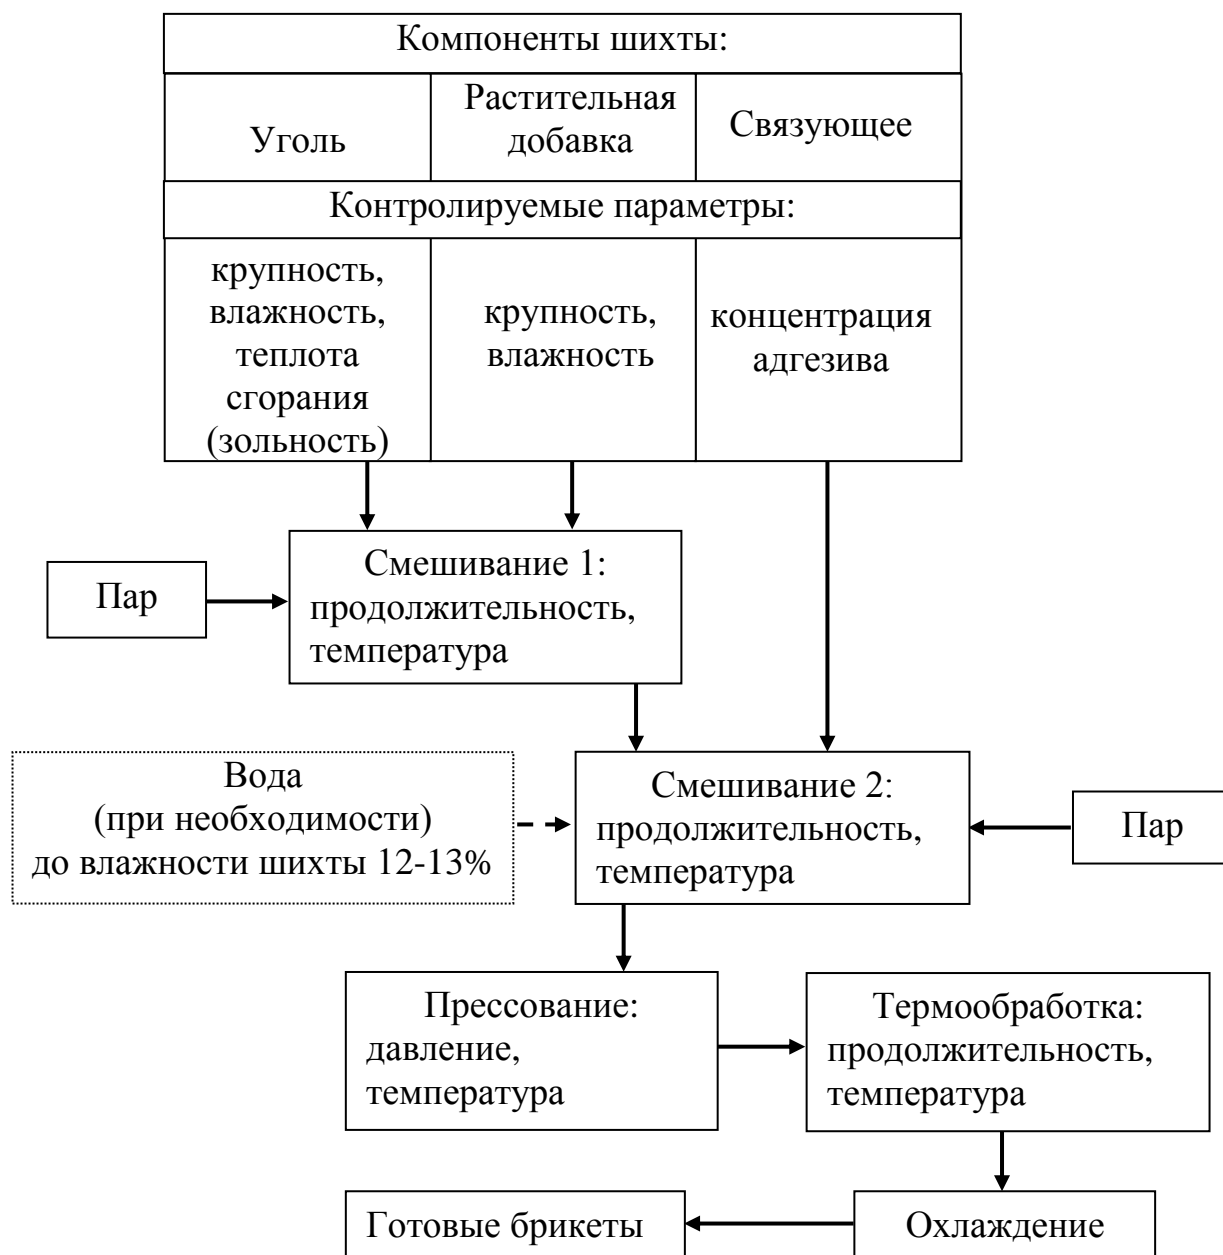 Компоненты шихты:
Уголь
Растительная
добавка
Связующее
Контролируемые параметры:
крупность,
влажность,
теплота
сгорания
(зольность)
крупность,
влажность
концентрация
адгезива
Пар
Смешивание 1:
продолжительность,
температура
Вода
(при необходимости)
до влажности шихты 12-13%
Смешивание 2:
продолжительность,
температура
Пар
Прессование:
давление,
температура
Термообработка:
продолжительность,
температура
Готовые брикеты
Охлаждение